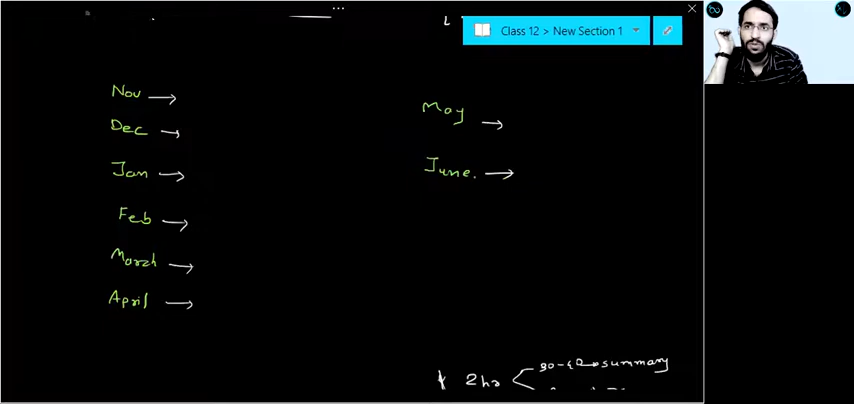 Class 12 > New Section 1
Nov →
Dec →
Jan →
Feb →
March →
April →
May →
June. →
2hr
summary